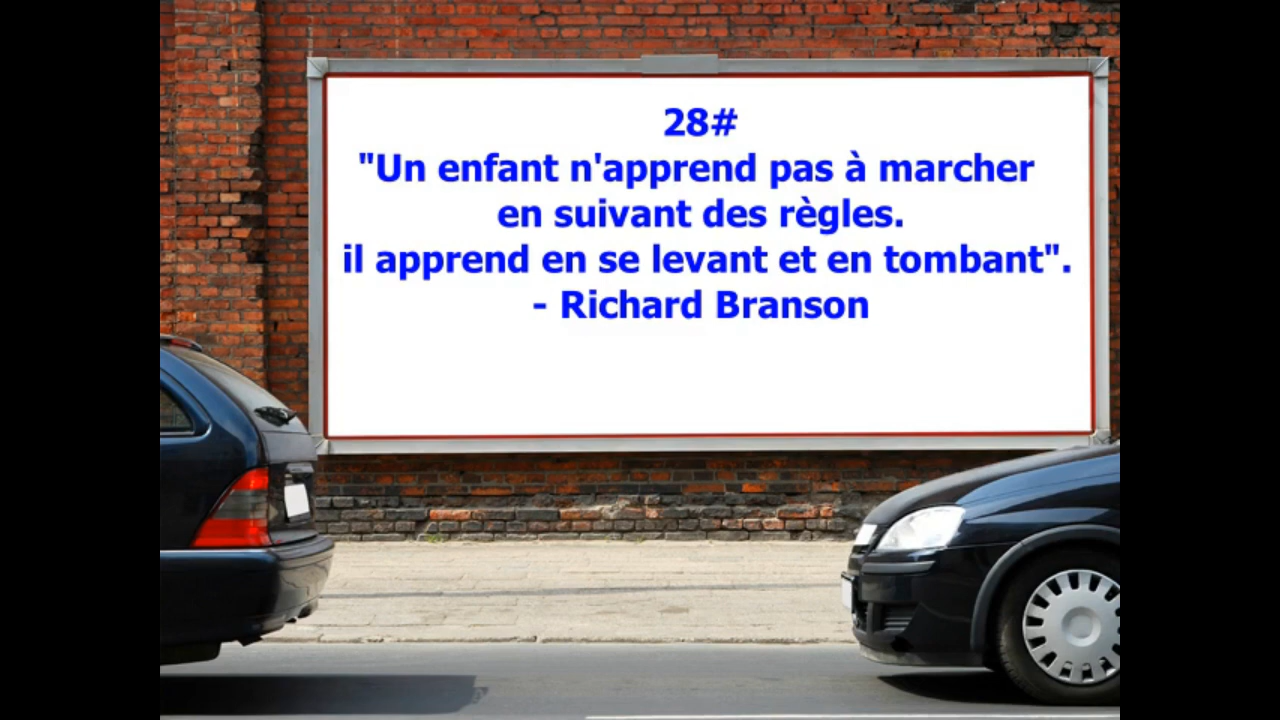 28#
"Un enfant n'apprend pas à marcher
en suivant des règles.
il apprend en se levant et en tombant".
- Richard Branson